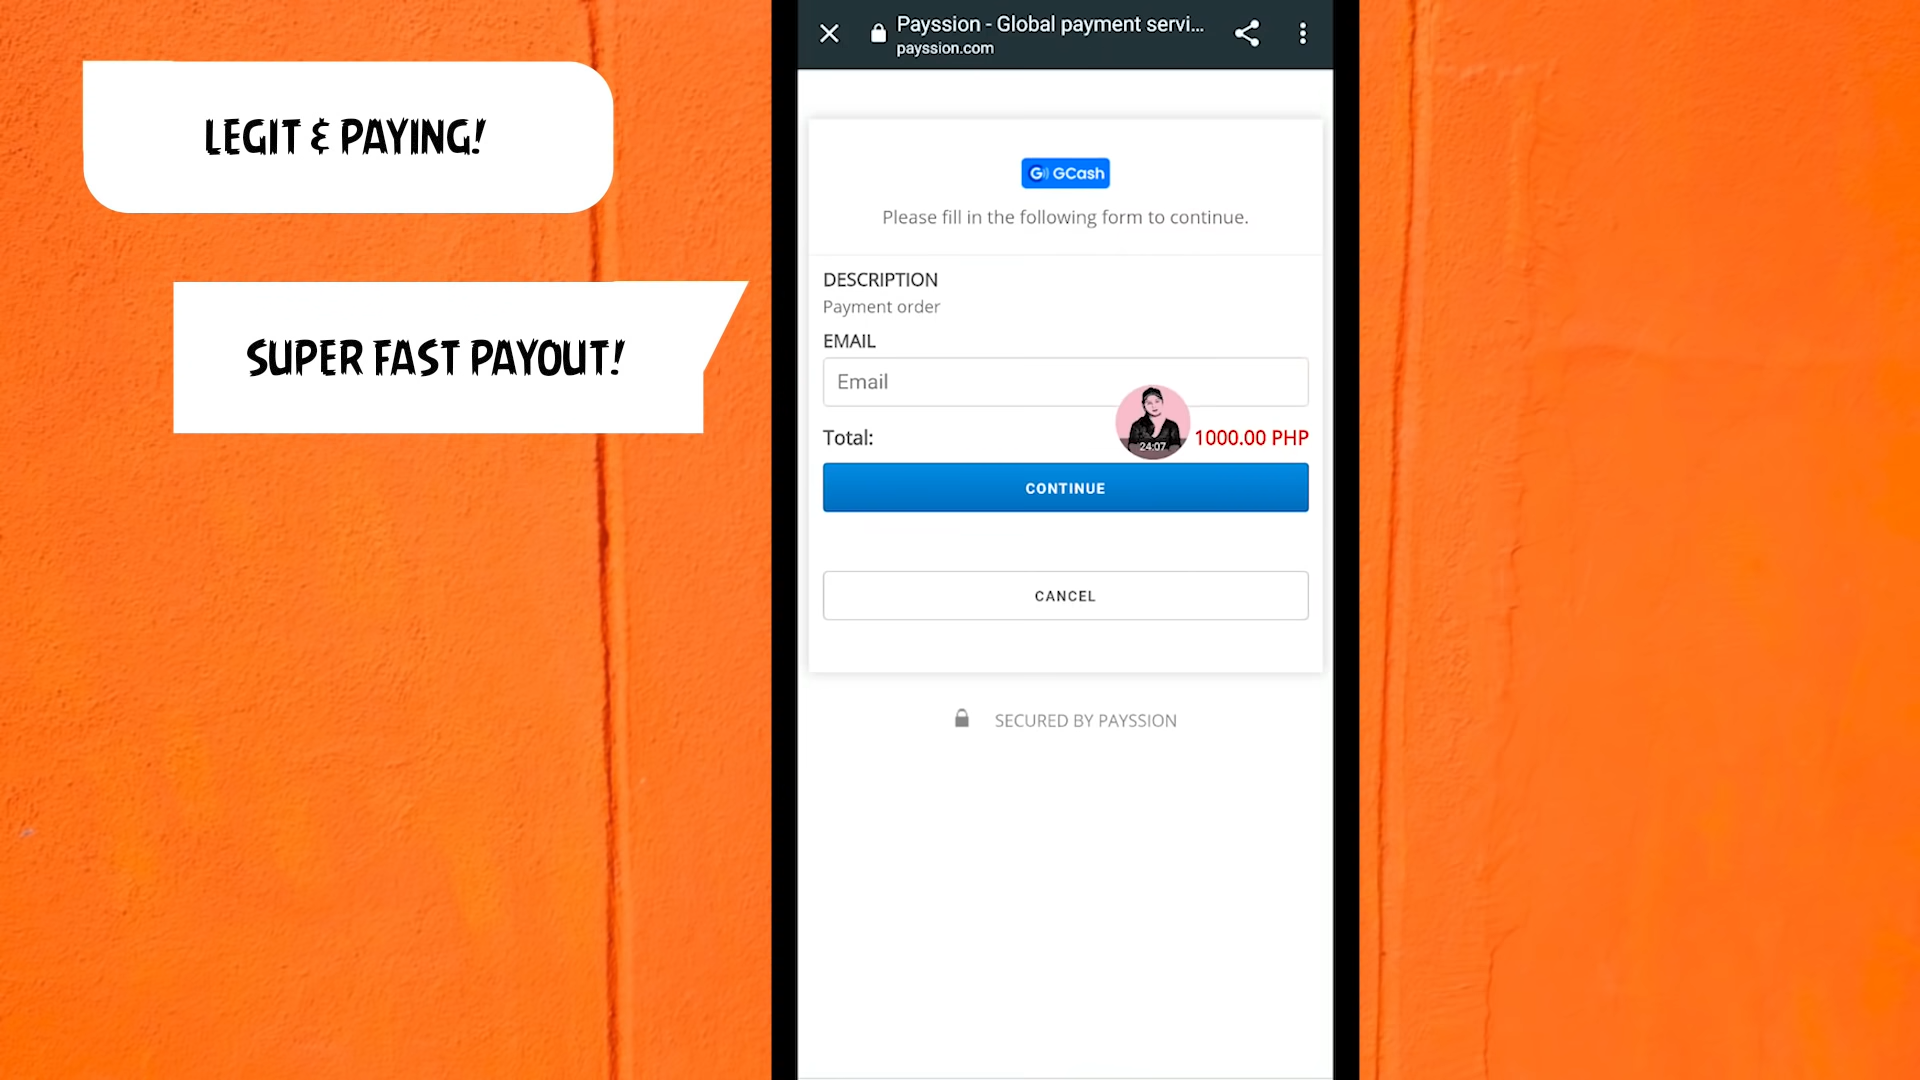 LEGIT & PAYING!
SUPER FAST PAYOUT!
Payssion - Global payment servi...
payssion.com
GCash
Please fill in the following form to continue.
DESCRIPTION
Payment order
EMAIL
Email
Total:
24:07
1000.00 PHP
CONTINUE
CANCEL
SECURED BY PAYSSION